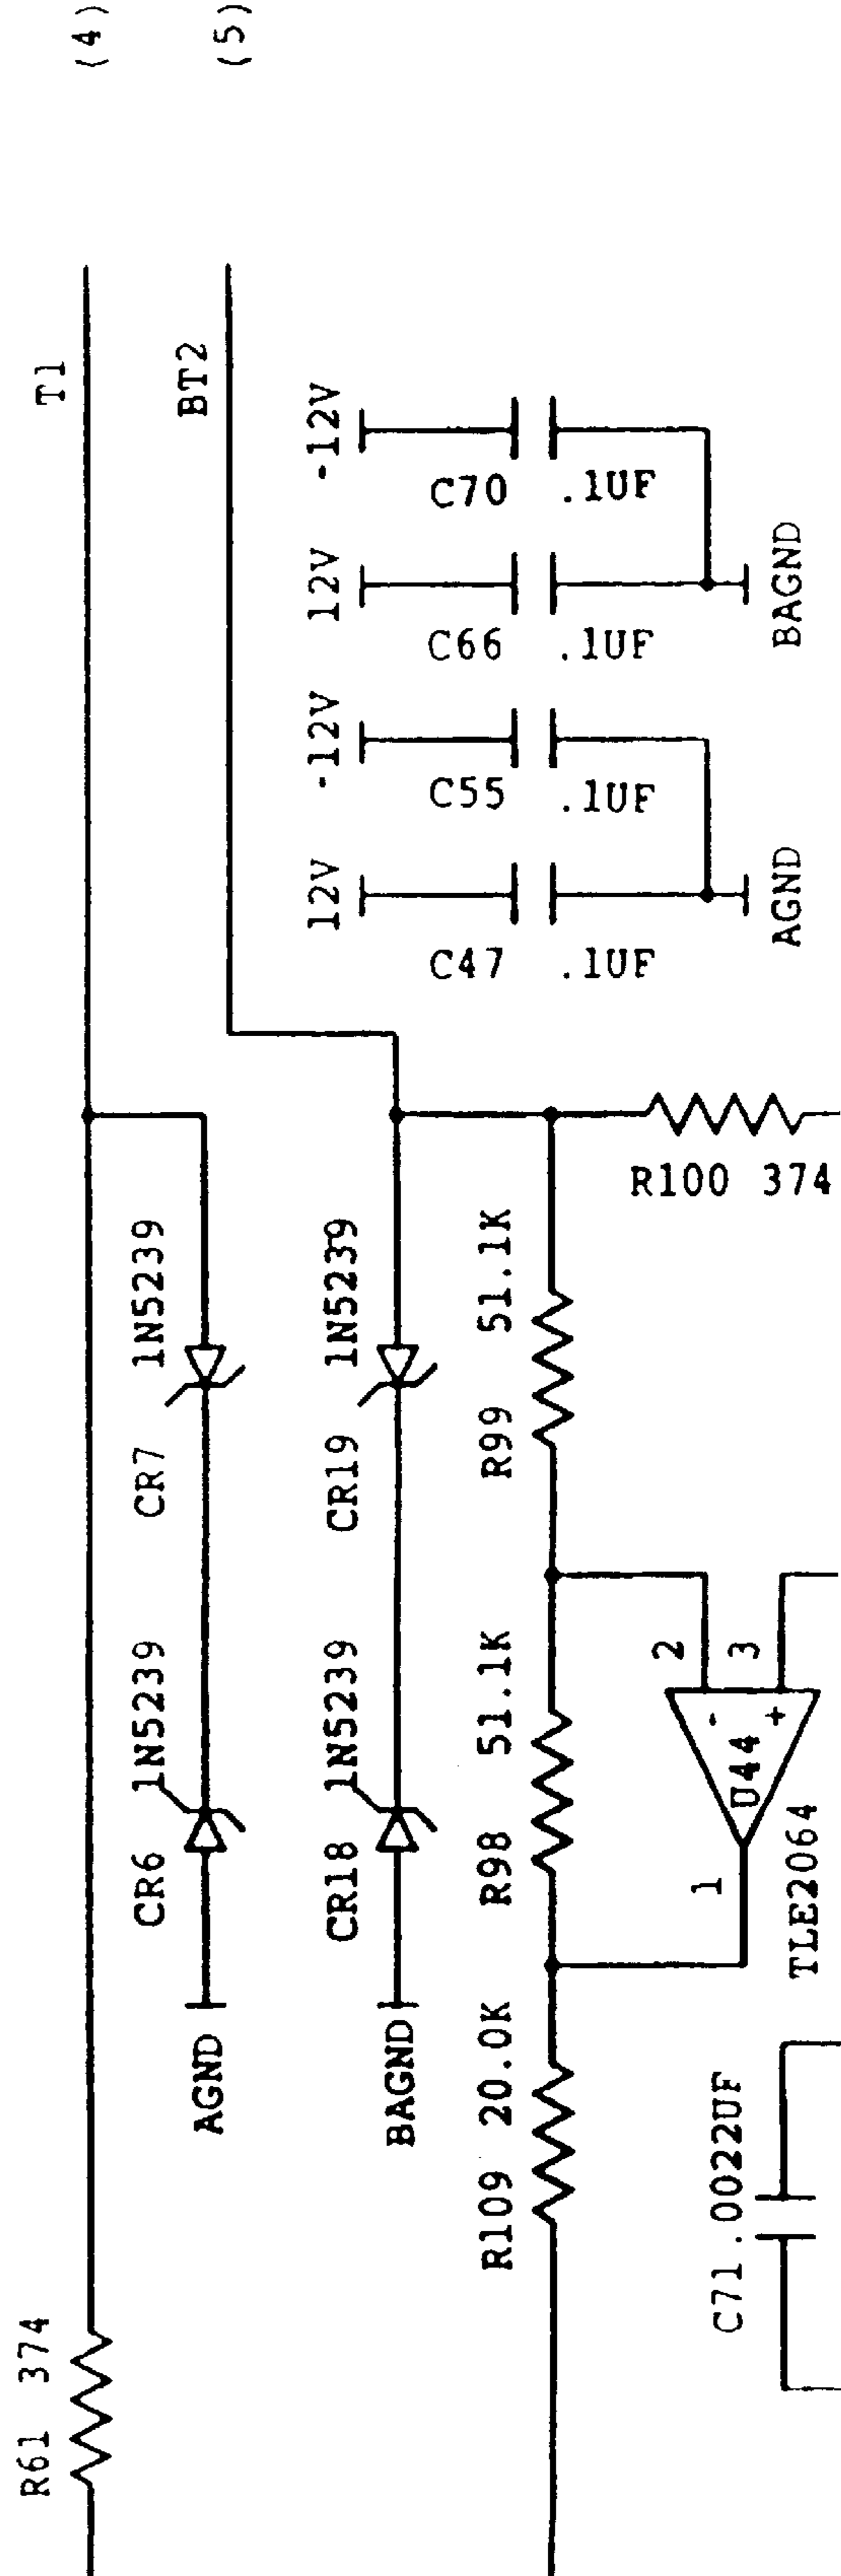 (4)
(5)
T1
BT2
R61 374
CR6 1N5239
CR7 1N5239
AGND
CR18 1N5239
CR19 1N5239
BAGND
R109 20.0K
R98 51.1K
R99 51.1K
R100 374
12V
-12V
12V
-12V
C47 .1UF
C55 .1UF
C66 .1UF
C70 .1UF
AGND
BAGND
C71 .0022UF
1
2
3
-
+
U44
TLE2064